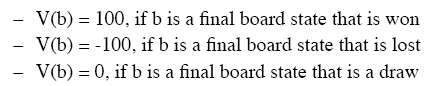 – V(b) = 100, if b is a final board state that is won
– V(b) = -100, if b is a final board state that is lost
– V(b) = 0, if b is a final board state that is a draw